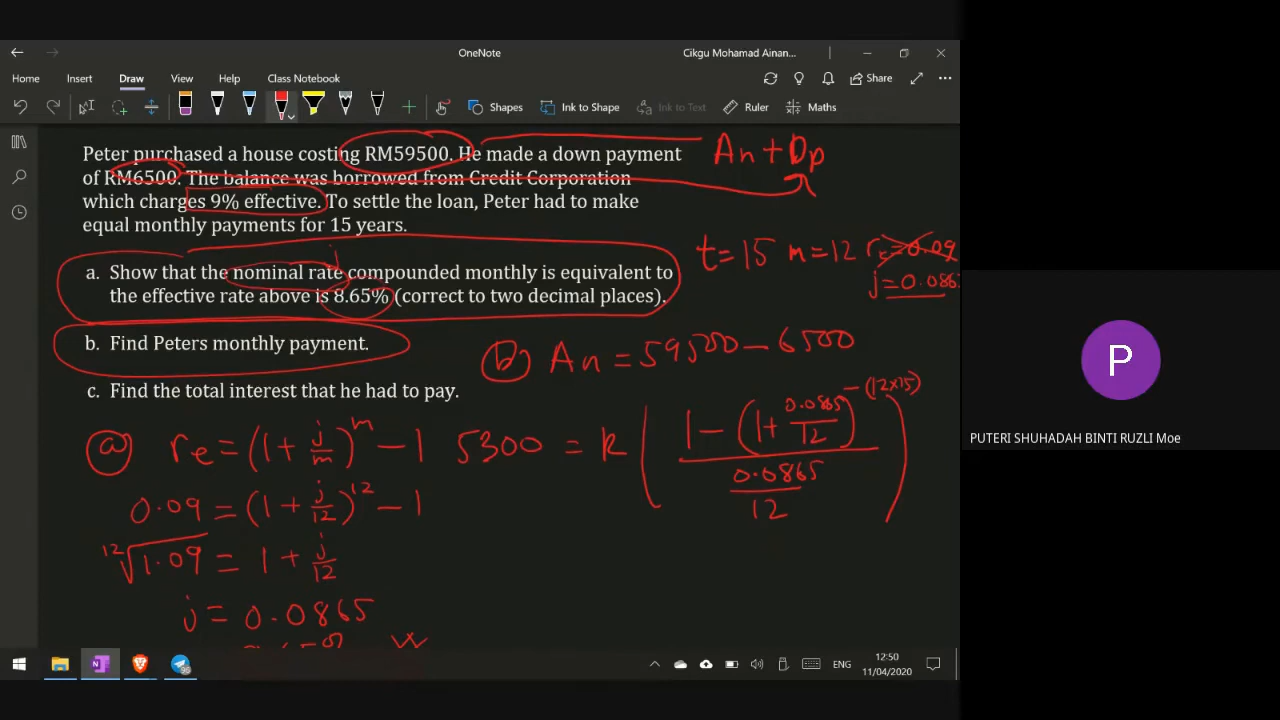 OneNote
Cikgu Mohamad Ainan...
Home Insert Draw View Help Class Notebook Share
Shapes Ink to Shape Ink to Text Ruler Maths
Peter purchased a house costing RM59500. He made a down payment
of RM6500. The balance was borrowed from Credit Corporation
which charges 9% effective. To settle the loan, Peter had to make
equal monthly payments for 15 years.
An + Dp
t = 15 m = 12 re = 0.09
j = 0.0865
j
a. Show that the nominal rate compounded monthly is equivalent to
the effective rate above is 8.65% (correct to two decimal places).
b. Find Peters monthly payment.
c. Find the total interest that he had to pay.
(b) An = 59500 - 6500
5300 = R ( (1 - (1 + 0.0865/12)^-(12x15)) / (0.0865/12) )
(a) re = (1 + j/m)^m - 1
0.09 = (1 + j/12)^12 - 1
12√1.09 = 1 + j/12
j = 0.0865
P
PUTERI SHUHADAH BINTI RUZLI Moe
ENG
12:50
11/04/2020